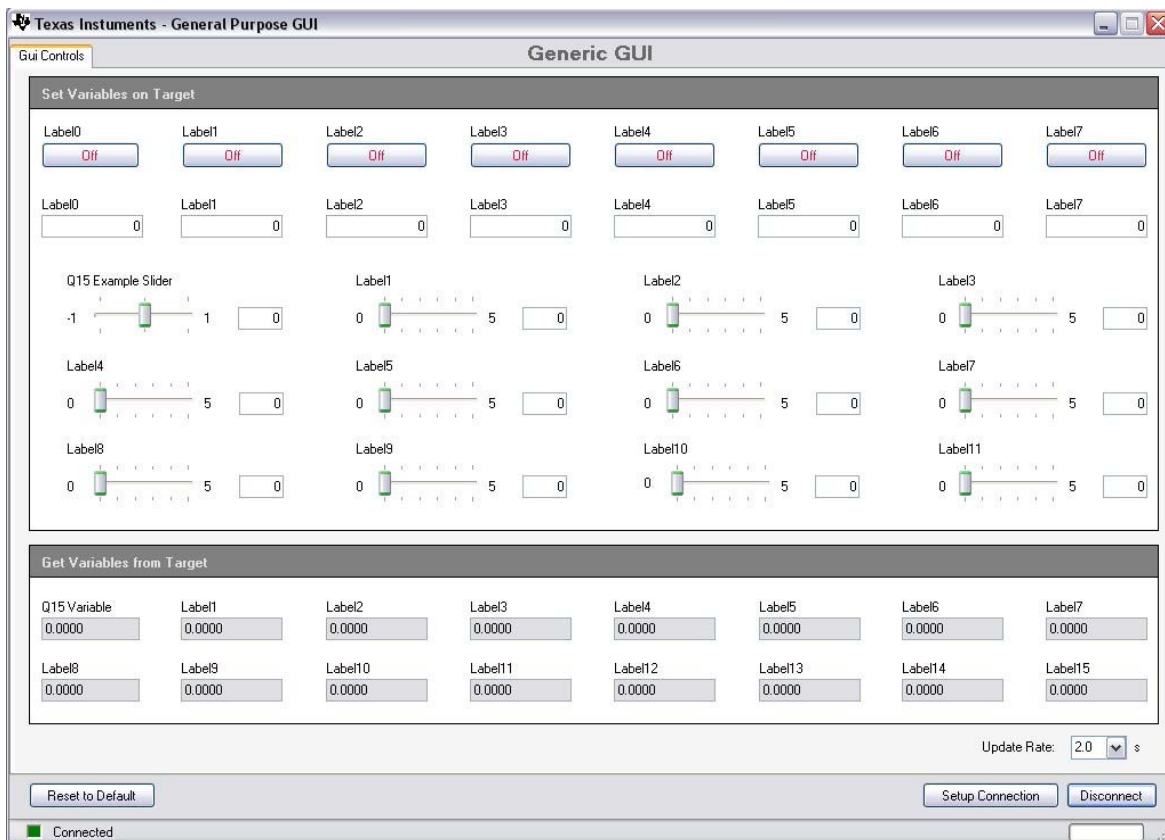 Texas Instuments - General Purpose GUI
Gui Controls
Generic GUI
Set Variables on Target
Label0 Label1 Label2 Label3 Label4 Label5 Label6 Label7
Off Off Off Off Off Off Off Off
Label0 Label1 Label2 Label3 Label4 Label5 Label6 Label7
0 0 0 0 0 0 0 0
Q15 Example Slider Label1 Label2 Label3
-1 1 0 0 5 0 0 5 0 0 5 0
Label4 Label5 Label6 Label7
0 5 0 0 5 0 0 5 0 0 5 0
Label8 Label9 Label10 Label11
0 5 0 0 5 0 0 5 0 0 5 0
Get Variables from Target
Q15 Variable Label1 Label2 Label3 Label4 Label5 Label6 Label7
0.0000 0.0000 0.0000 0.0000 0.0000 0.0000 0.0000 0.0000
Label8 Label9 Label10 Label11 Label12 Label13 Label14 Label15
0.0000 0.0000 0.0000 0.0000 0.0000 0.0000 0.0000 0.0000
Update Rate: 2.0 s
Reset to Default Setup Connection Disconnect
Connected